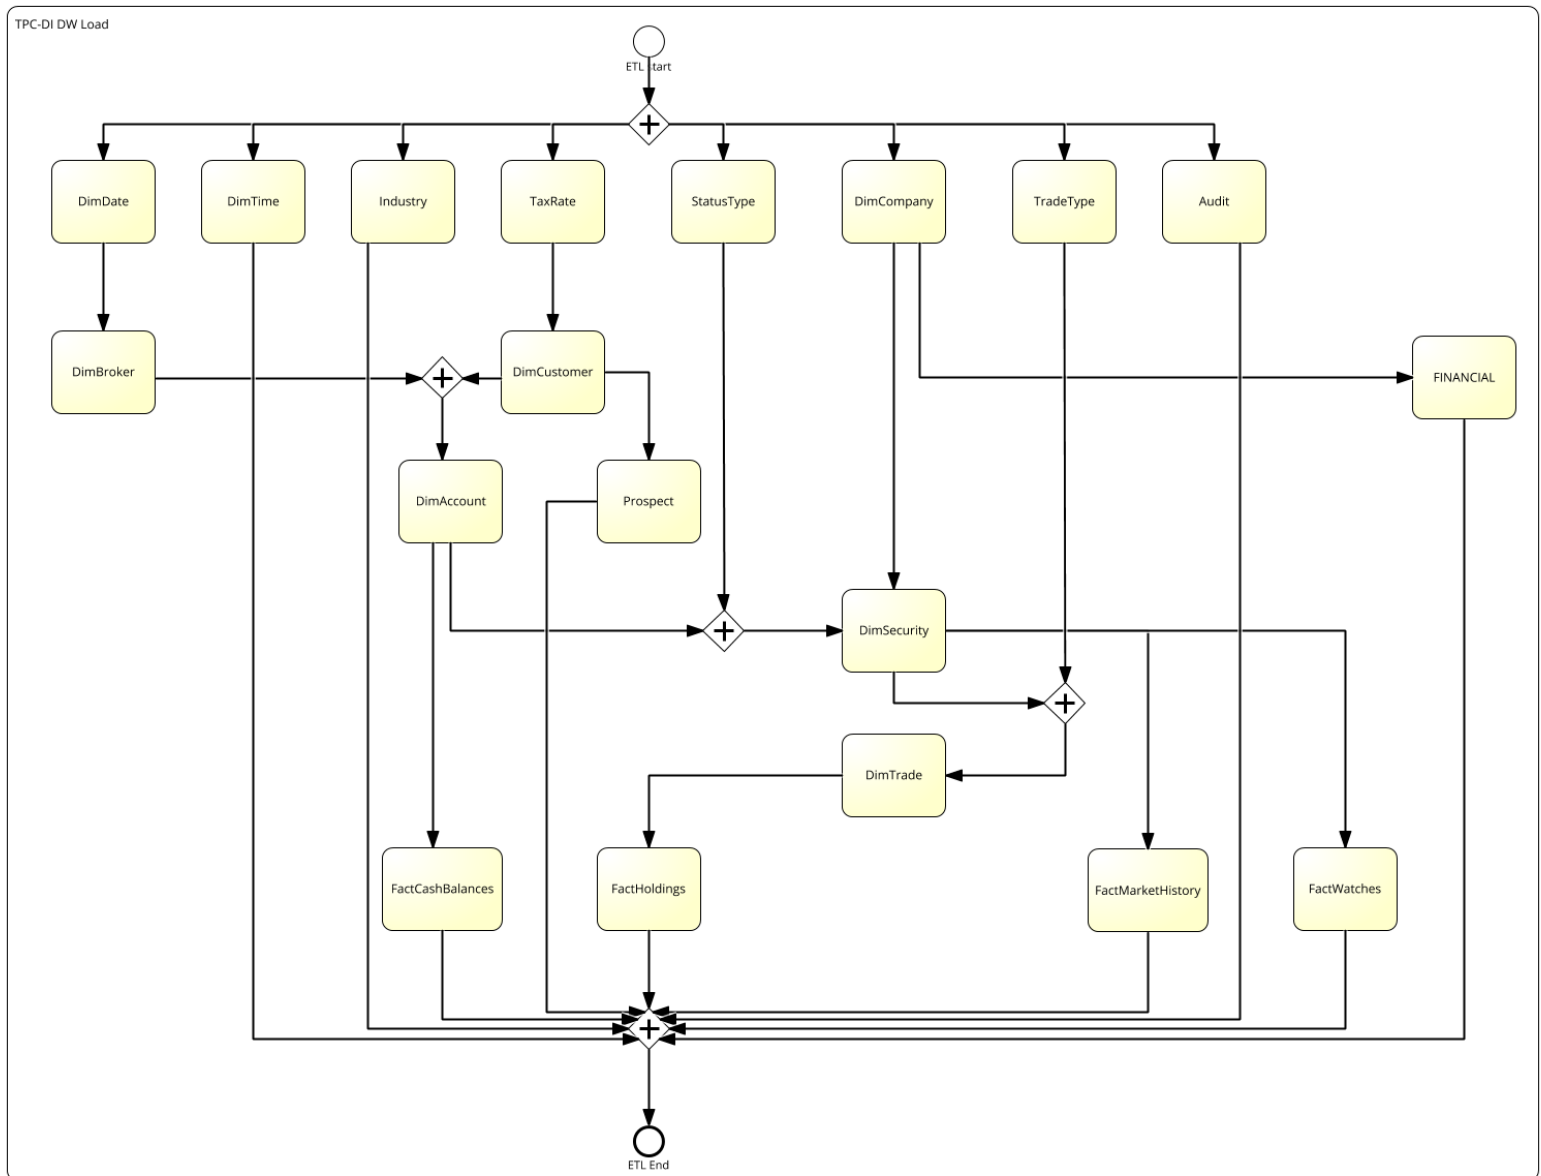 TPC-DI DW Load
ETL start
DimDate
DimTime
Industry
TaxRate
StatusType
DimCompany
TradeType
Audit
DimBroker
DimCustomer
FINANCIAL
DimAccount
Prospect
DimSecurity
DimTrade
FactCashBalances
FactHoldings
FactMarketHistory
FactWatches
ETL End